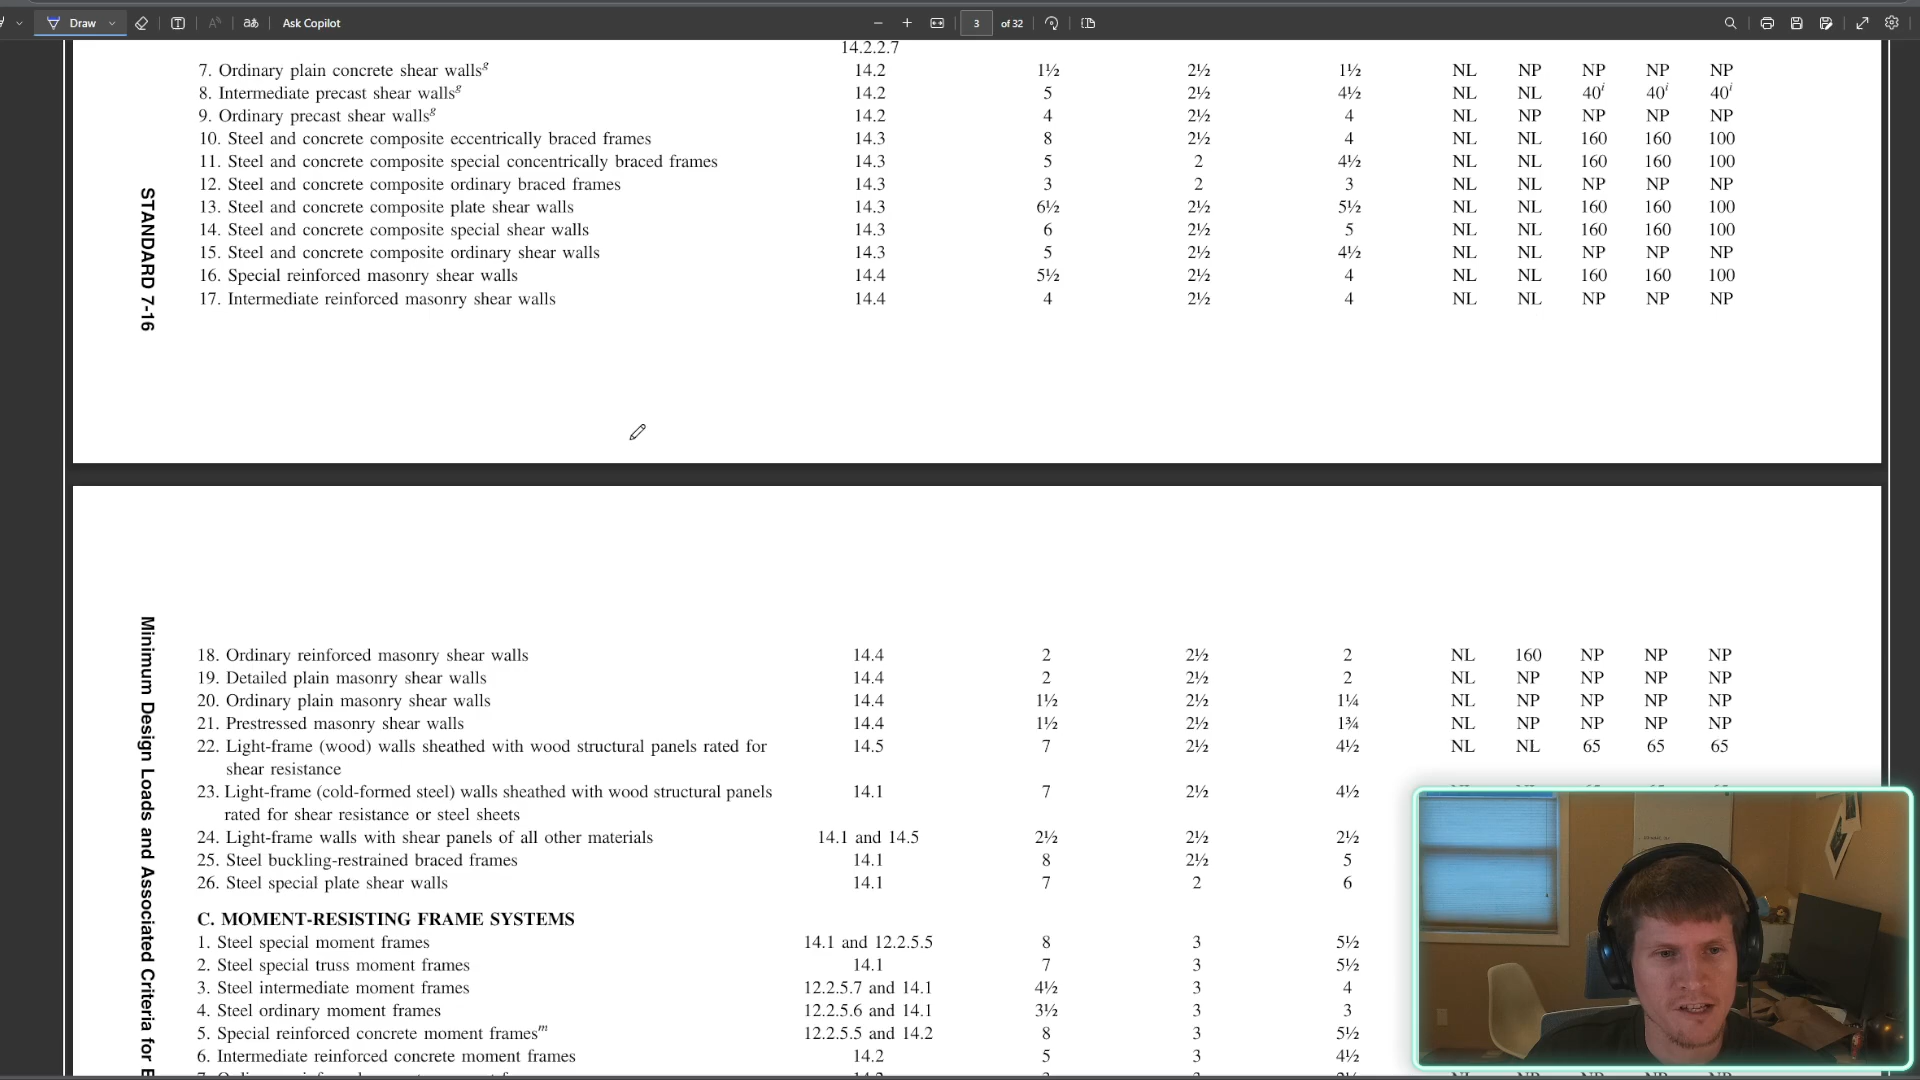 Draw
Ask Copilot
3 of 32
14.2.2.7
7. Ordinary plain concrete shear wallsᵍ 14.2 1½ 2½ 1½ NL NP NP NP NP
8. Intermediate precast shear wallsᵍ 14.2 5 2½ 4½ NL NL 40ⁱ 40ⁱ 40ⁱ
9. Ordinary precast shear wallsᵍ 14.2 4 2½ 4 NL NP NP NP NP
10. Steel and concrete composite eccentrically braced frames 14.3 8 2½ 4 NL NL 160 160 100
11. Steel and concrete composite special concentrically braced frames 14.3 5 2 4½ NL NL 160 160 100
12. Steel and concrete composite ordinary braced frames 14.3 3 2 3 NL NL NP NP NP
13. Steel and concrete composite plate shear walls 14.3 6½ 2½ 5½ NL NL 160 160 100
14. Steel and concrete composite special shear walls 14.3 6 2½ 5 NL NL 160 160 100
15. Steel and concrete composite ordinary shear walls 14.3 5 2½ 4½ NL NL NP NP NP
16. Special reinforced masonry shear walls 14.4 5½ 2½ 4 NL NL 160 160 100
17. Intermediate reinforced masonry shear walls 14.4 4 2½ 4 NL NL NP NP NP
STANDARD 7-16
18. Ordinary reinforced masonry shear walls 14.4 2 2½ 2 NL 160 NP NP NP
19. Detailed plain masonry shear walls 14.4 2 2½ 2 NL NP NP NP NP
20. Ordinary plain masonry shear walls 14.4 1½ 2½ 1¼ NL NP NP NP NP
21. Prestressed masonry shear walls 14.4 1½ 2½ 1¾ NL NP NP NP NP
22. Light-frame (wood) walls sheathed with wood structural panels rated for 14.5 7 2½ 4½ NL NL 65 65 65
shear resistance
23. Light-frame (cold-formed steel) walls sheathed with wood structural panels 14.1 7 2½ 4½
rated for shear resistance or steel sheets
24. Light-frame walls with shear panels of all other materials 14.1 and 14.5 2½ 2½ 2½
25. Steel buckling-restrained braced frames 14.1 8 2½ 5
26. Steel special plate shear walls 14.1 7 2 6
C. MOMENT-RESISTING FRAME SYSTEMS
1. Steel special moment frames 14.1 and 12.2.5.5 8 3 5½
2. Steel special truss moment frames 14.1 7 3 5½
3. Steel intermediate moment frames 12.2.5.7 and 14.1 4½ 3 4
4. Steel ordinary moment frames 12.2.5.6 and 14.1 3½ 3 3
5. Special reinforced concrete moment framesᵐ 12.2.5.5 and 14.2 8 3 5½
6. Intermediate reinforced concrete moment frames 14.2 5 3 4½
Minimum Design Loads and Associated Criteria for